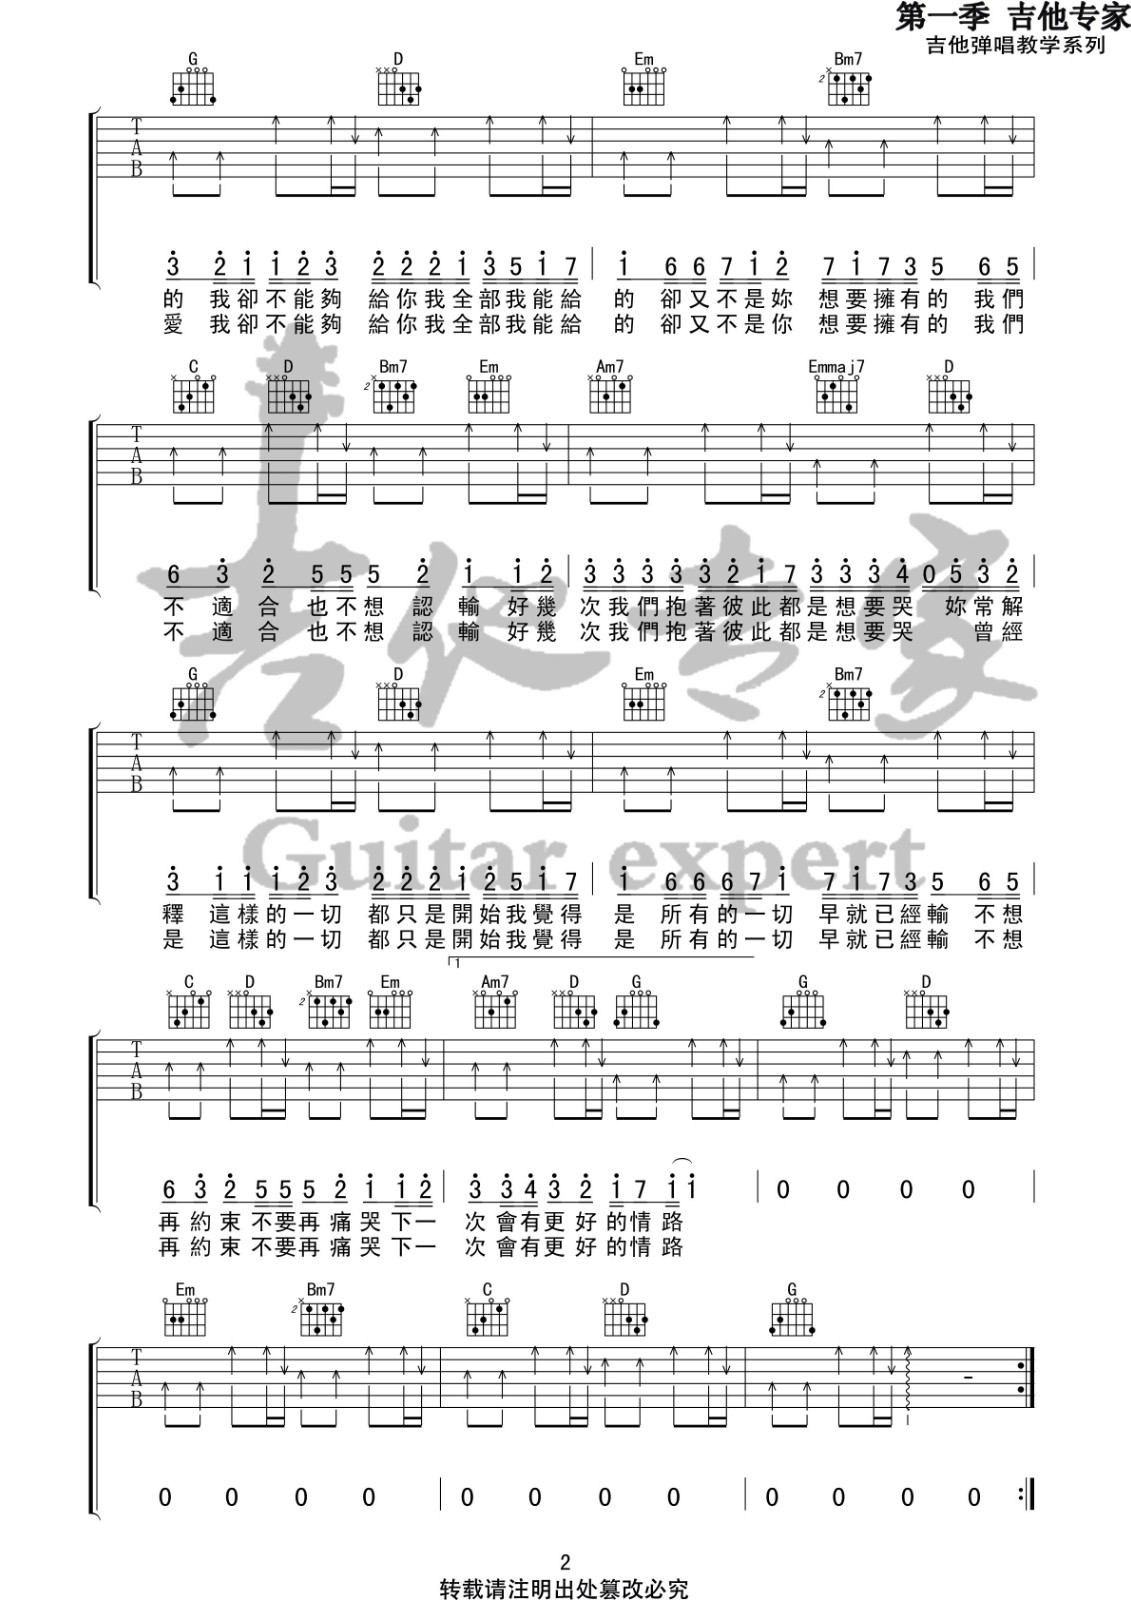 第一季 吉他专家
吉他弹唱教学系列
G D Em Bm7
2
T
A
B
3 2 1 1 2 3 2 2 2 1 3 5 1 7 1 6 6 7 1 2 7 1 7 3 5 6 5
的 我卻不能夠 給你我全部我能給 的 卻又不是妳 想要擁有的 我們
愛 我卻不能夠 給你我全部我能給 的 卻又不是你 想要擁有的 我們
C D Bm7 Em Am7 Emmaj7 D
2
T
A
B
6 3 2 5 5 5 2 1 1 2 3 3 3 3 3 2 1 7 3 3 3 4 0 5 3 2
不 適 合 也不想 認 輸 好幾 次我們抱著彼此都是想要哭 妳常解
不 適 合 也不想 認 輸 好幾 次我們抱著彼此都是想要哭 曾經
G D Em Bm7
2
T
A
B
吉他专家
Guitar expert
3 1 1 1 2 3 2 2 2 1 2 5 1 7 1 6 6 6 7 1 7 1 7 3 5 6 5
釋 這樣的一切 都只是開始我覺得 是 所有的一切 早就已經輸 不想
是 這樣的一切 都只是開始我覺得 是 所有的一切 早就已經輸 不想
1
C D Bm7 Em Am7 D G G D
2
T
A
B
6 3 2 5 5 5 2 1 1 2 3 3 4 3 2 1 7 1 1 0 0 0 0
再約束不要再痛哭下一 次會有更好的情路
再約束不要再痛哭下一 次會有更好的情路
Em Bm7 C D G
2
T
A
B
-
0 0 0 0 0 0 0 0 0 0 0 0
2
转载请注明出处篡改必究